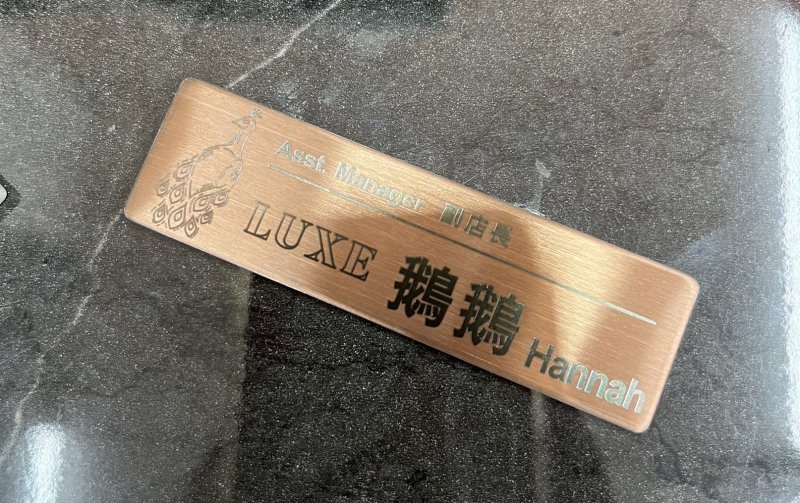 Asst. Manager 副店長
LUXE 鵝鵝 Hannah